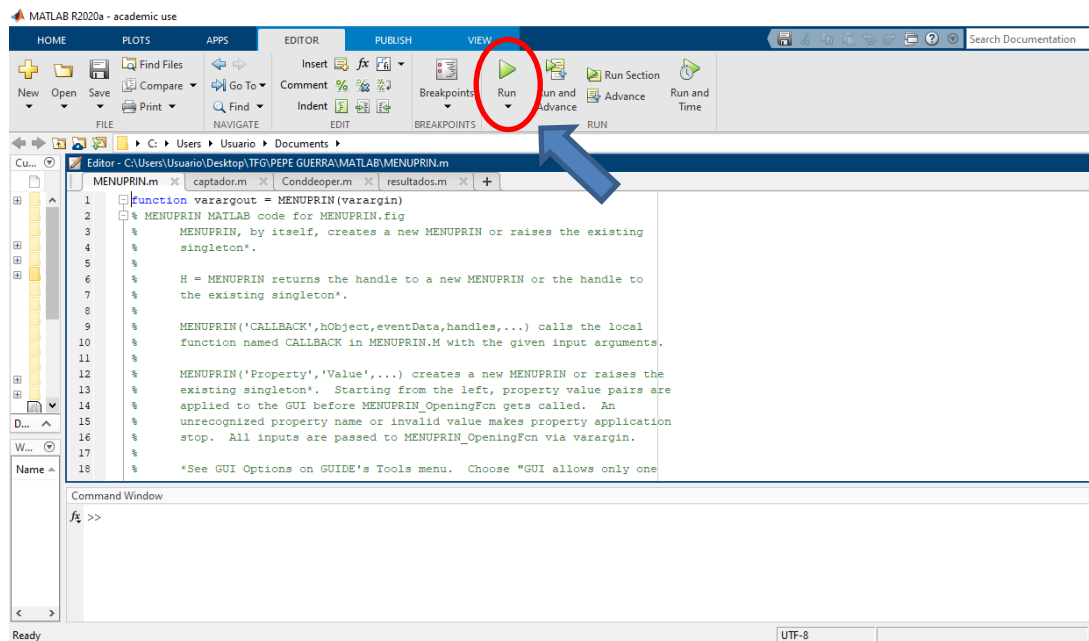 MATLAB R2020a - academic use
HOME PLOTS APPS EDITOR PUBLISH VIEW Search Documentation
Find Files Insert fx
New Open Save Compare Go To Comment % Breakpoints Run Run and Advance Run Section Run and Time
Print Find Indent Advance
FILE NAVIGATE EDIT BREAKPOINTS RUN
C: Users Usuario Documents
Cu... Editor - C:\Users\Usuario\Desktop\TFG\PEPE GUERRA\MATLAB\MENUPRIN.m
MENUPRIN.m captador.m Conddeoper.m resultados.m +
1 function varargout = MENUPRIN(varargin)
2 % MENUPRIN MATLAB code for MENUPRIN.fig
3 % MENUPRIN, by itself, creates a new MENUPRIN or raises the existing
4 % singleton*.
5 %
6 % H = MENUPRIN returns the handle to a new MENUPRIN or the handle to
7 % the existing singleton*.
8 %
9 % MENUPRIN('CALLBACK',hObject,eventData,handles,...) calls the local
10 % function named CALLBACK in MENUPRIN.M with the given input arguments.
11 %
12 % MENUPRIN('Property','Value',...) creates a new MENUPRIN or raises the
13 % existing singleton*. Starting from the left, property value pairs are
14 % applied to the GUI before MENUPRIN_OpeningFcn gets called. An
15 % unrecognized property name or invalid value makes property application
16 % stop. All inputs are passed to MENUPRIN_OpeningFcn via varargin.
17 %
18 % *See GUI Options on GUIDE's Tools menu. Choose "GUI allows only one
D...
W...
Name
Command Window
fx >>
Ready UTF-8